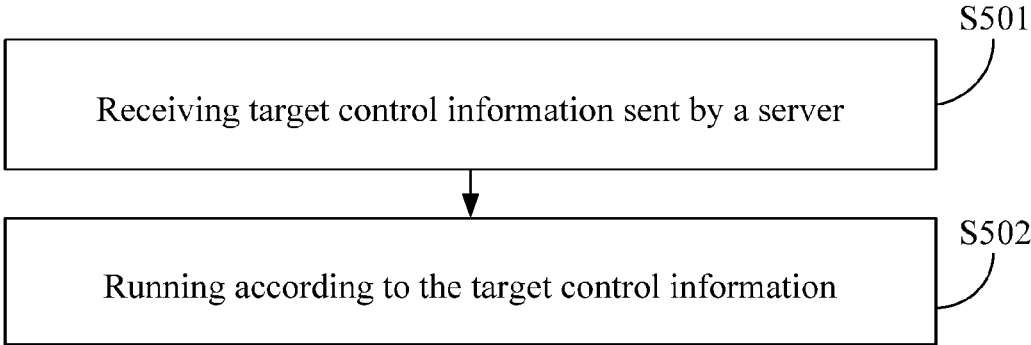 S501
Receiving target control information sent by a server
S502
Running according to the target control information